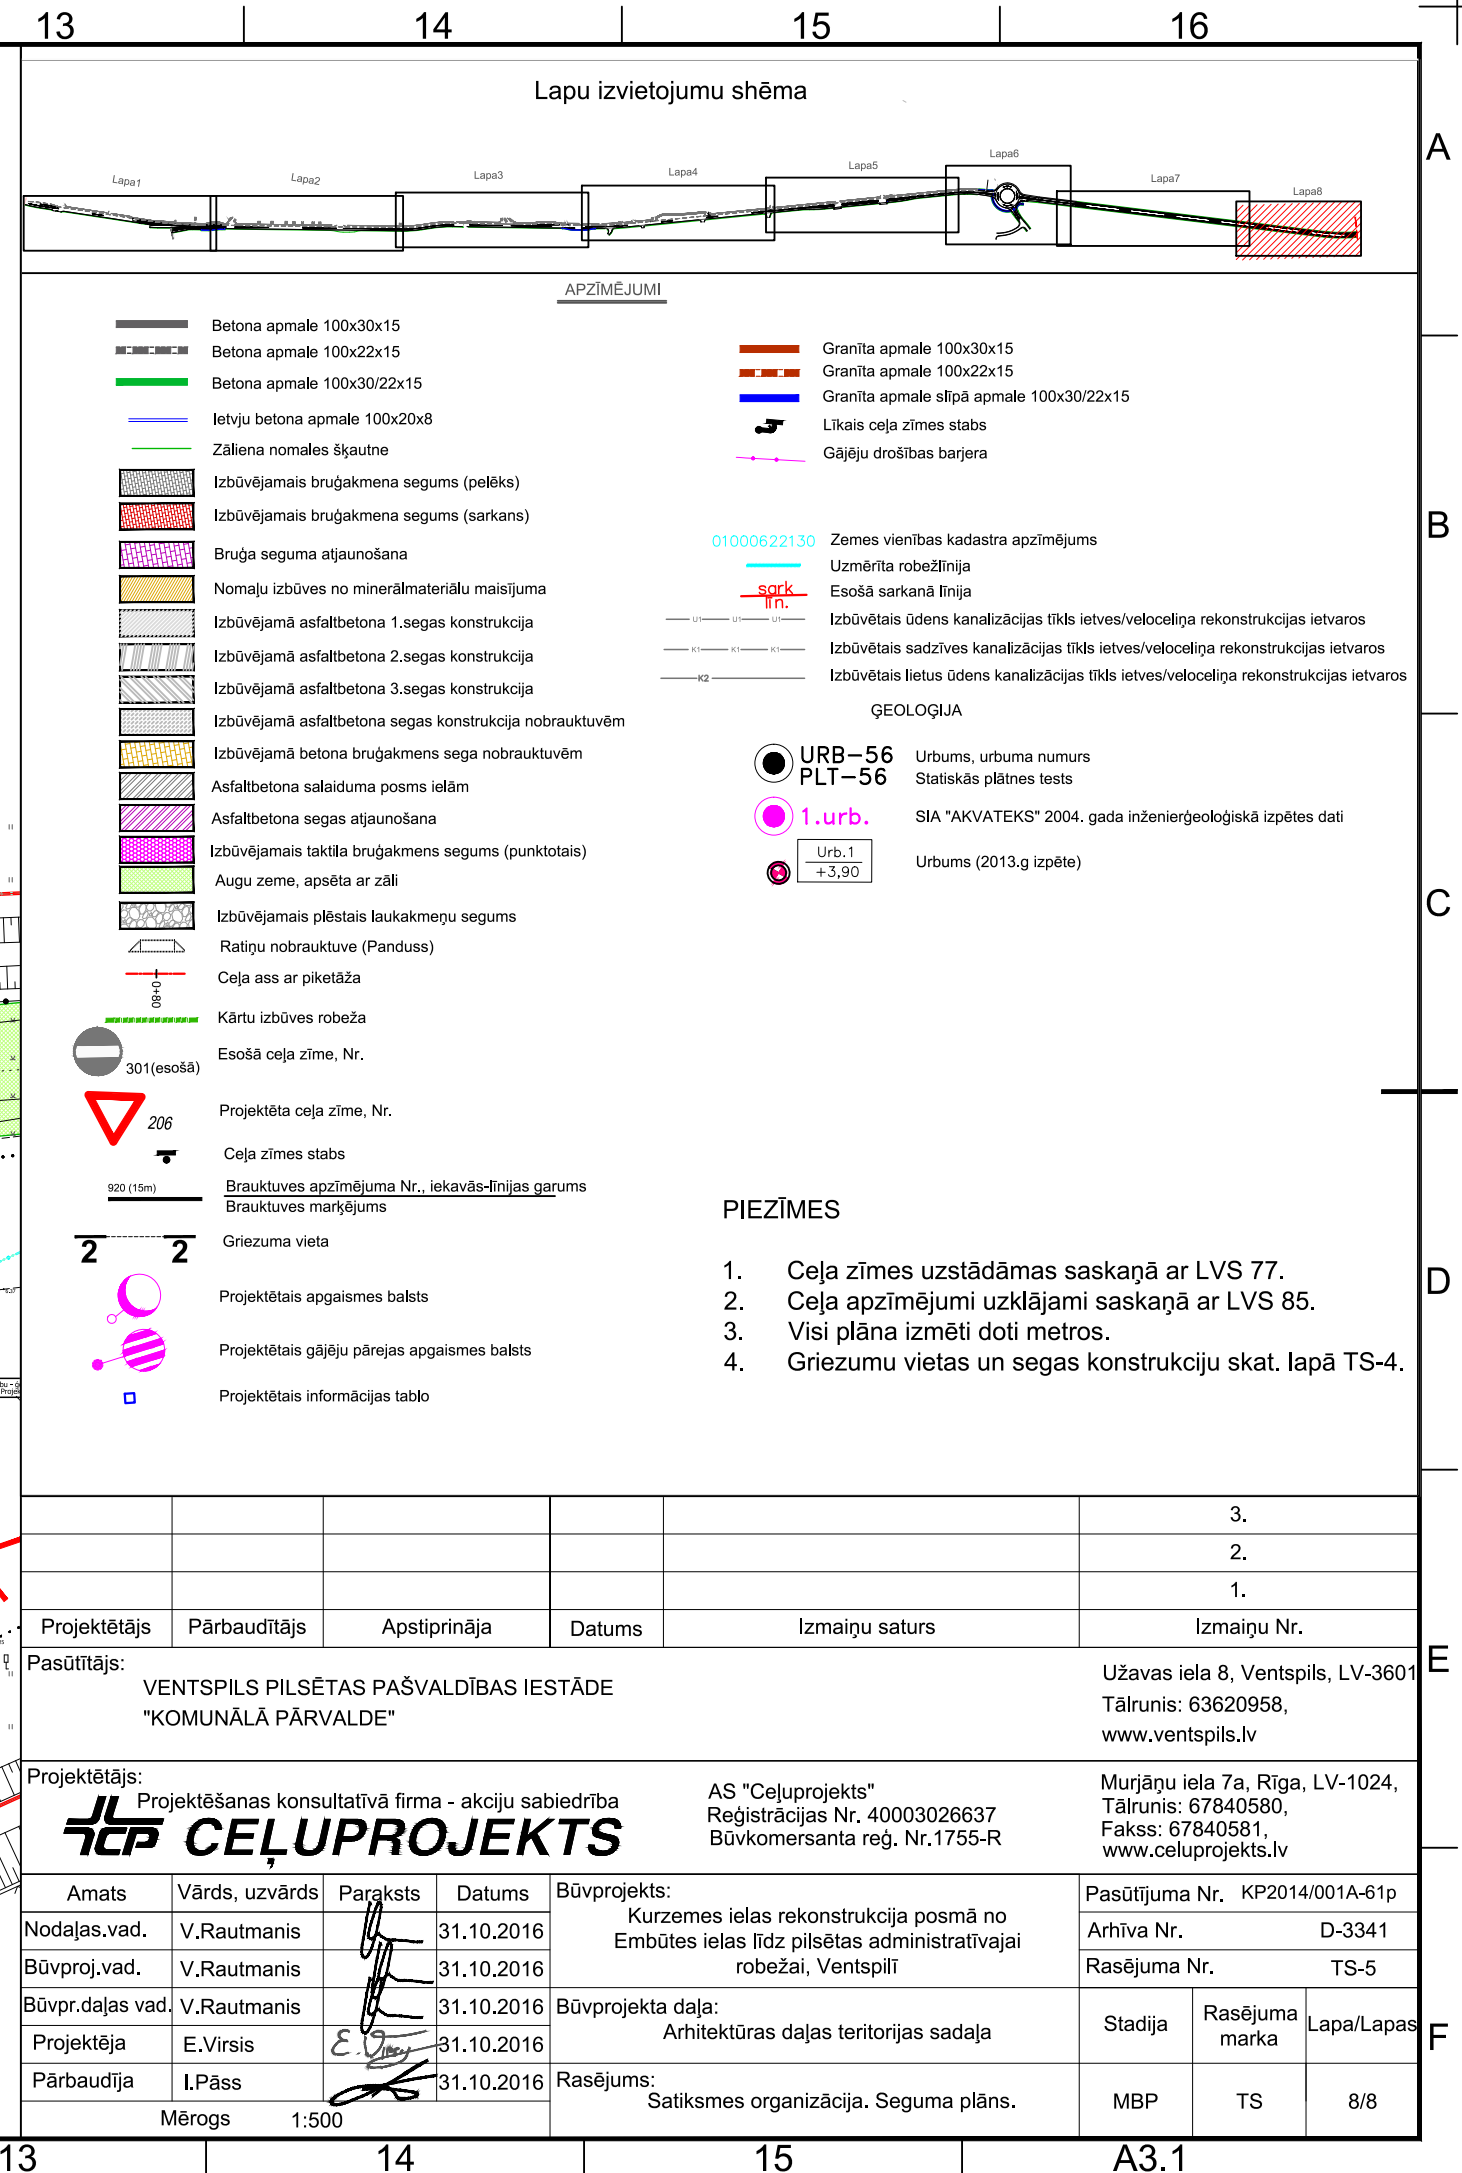 13
14
15
16
Lapu izvietojumu shēma
A
Lapa1
Lapa2
Lapa3
Lapa4
Lapa5
Lapa6
Lapa7
Lapa8
APZĪMĒJUMI
Betona apmale 100x30x15
Betona apmale 100x22x15
Betona apmale 100x30/22x15
Ietvju betona apmale 100x20x8
Zāliena nomales šķautne
Izbūvējamais bruģakmena segums (pelēks)
Izbūvējamais bruģakmena segums (sarkans)
Bruģa seguma atjaunošana
Nomaļu izbūves no minerālmateriālu maisījuma
Izbūvējamā asfaltbetona 1.segas konstrukcija
Izbūvējamā asfaltbetona 2.segas konstrukcija
Izbūvējamā asfaltbetona 3.segas konstrukcija
Izbūvējamā asfaltbetona segas konstrukcija nobrauktuvēm
Izbūvējamā betona bruģakmens sega nobrauktuvēm
Asfaltbetona salaiduma posms ielām
Asfaltbetona segas atjaunošana
Izbūvējamais taktila bruģakmens segums (punktotais)
Augu zeme, apsēta ar zāli
Izbūvējamais plēstais laukakmeņu segums
Ratiņu nobrauktuve (Panduss)
Ceļa ass ar piketāža
0+80
Kārtu izbūves robeža
Esošā ceļa zīme, Nr.
301(esošā)
Projektēta ceļa zīme, Nr.
206
Ceļa zīmes stabs
920 (15m)
Brauktuves apzīmējuma Nr., iekavās-līnijas garums
Brauktuves marķējums
2 2 Griezuma vieta
Projektētais apgaismes balsts
Projektētais gājēju pārejas apgaismes balsts
Projektētais informācijas tablo
Granīta apmale 100x30x15
Granīta apmale 100x22x15
Granīta apmale slīpā apmale 100x30/22x15
Līkais ceļa zīmes stabs
Gājēju drošības barjera
B
01000622130 Zemes vienības kadastra apzīmējums
Uzmērīta robežlīnija
sark līn. Esošā sarkanā līnija
U1 U1 U1 Izbūvētais ūdens kanalizācijas tīkls ietves/veloceliņa rekonstrukcijas ietvaros
K1 K1 K1 Izbūvētais sadzīves kanalizācijas tīkls ietves/veloceliņa rekonstrukcijas ietvaros
K2 Izbūvētais lietus ūdens kanalizācijas tīkls ietves/veloceliņa rekonstrukcijas ietvaros
ĢEOLOĢIJA
URB-56 Urbums, urbuma numurs
PLT-56 Statiskās plātnes tests
1.urb. SIA "AKVATEKS" 2004. gada inženierģeoloģiskā izpētes dati
Urb.1
+3,90
Urbums (2013.g izpēte)
C
PIEZĪMES
1. Ceļa zīmes uzstādāmas saskaņā ar LVS 77.
2. Ceļa apzīmējumi uzklājami saskaņā ar LVS 85.
3. Visi plāna izmēti doti metros.
4. Griezumu vietas un segas konstrukciju skat. lapā TS-4.
D
3.
2.
1.
Projektētājs Pārbaudītājs Apstiprināja Datums Izmaiņu saturs Izmaiņu Nr.
E
Pasūtītājs:
VENTSPILS PILSĒTAS PAŠVALDĪBAS IESTĀDE
"KOMUNĀLĀ PĀRVALDE"
Užavas iela 8, Ventspils, LV-3601
Tālrunis: 63620958,
www.ventspils.lv
Projektētājs:
Projektēšanas konsultatīvā firma - akciju sabiedrība
TCP CEĻUPROJEKTS
AS "Ceļuprojekts"
Reģistrācijas Nr. 40003026637
Būvkomersanta reģ. Nr.1755-R
Murjāņu iela 7a, Rīga, LV-1024,
Tālrunis: 67840580,
Fakss: 67840581,
www.celuprojekts.lv
Amats Vārds, uzvārds Paraksts Datums
Nodaļas.vad. V.Rautmanis 31.10.2016
Būvproj.vad. V.Rautmanis 31.10.2016
Būvpr.daļas vad. V.Rautmanis 31.10.2016
Projektēja E.Virsis 31.10.2016
Pārbaudīja I.Pāss 31.10.2016
Mērogs 1:500
Būvprojekts:
Kurzemes ielas rekonstrukcija posmā no
Embūtes ielas līdz pilsētas administratīvajai
robežai, Ventspilī
Būvprojekta daļa:
Arhitektūras daļas teritorijas sadaļa
Rasējums:
Satiksmes organizācija. Seguma plāns.
Pasūtījuma Nr. KP2014/001A-61p
Arhīva Nr. D-3341
Rasējuma Nr. TS-5
Stadija Rasējuma marka Lapa/Lapas
MBP TS 8/8
F
13
14
15
A3.1